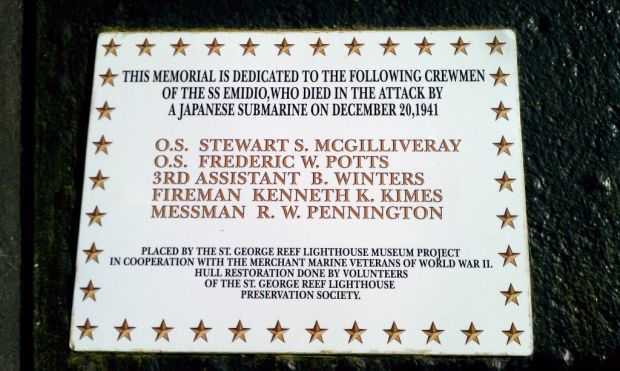 THIS MEMORIAL IS DEDICATED TO THE FOLLOWING CREWMEN
OF THE SS EMIDIO,WHO DIED IN THE ATTACK BY
A JAPANESE SUBMARINE ON DECEMBER 20,1941
O.S. STEWART S. MCGILLIVERAY
O.S. FREDERIC W. POTTS
3RD ASSISTANT B. WINTERS
FIREMAN KENNETH K. KIMES
MESSMAN R. W. PENNINGTON
PLACED BY THE ST. GEORGE REEF LIGHTHOUSE MUSEUM PROJECT
IN COOPERATION WITH THE MERCHANT MARINE VETERANS OF WORLD WAR II.
HULL RESTORATION DONE BY VOLUNTEERS
OF THE ST. GEORGE REEF LIGHTHOUSE
PRESERVATION SOCIETY.